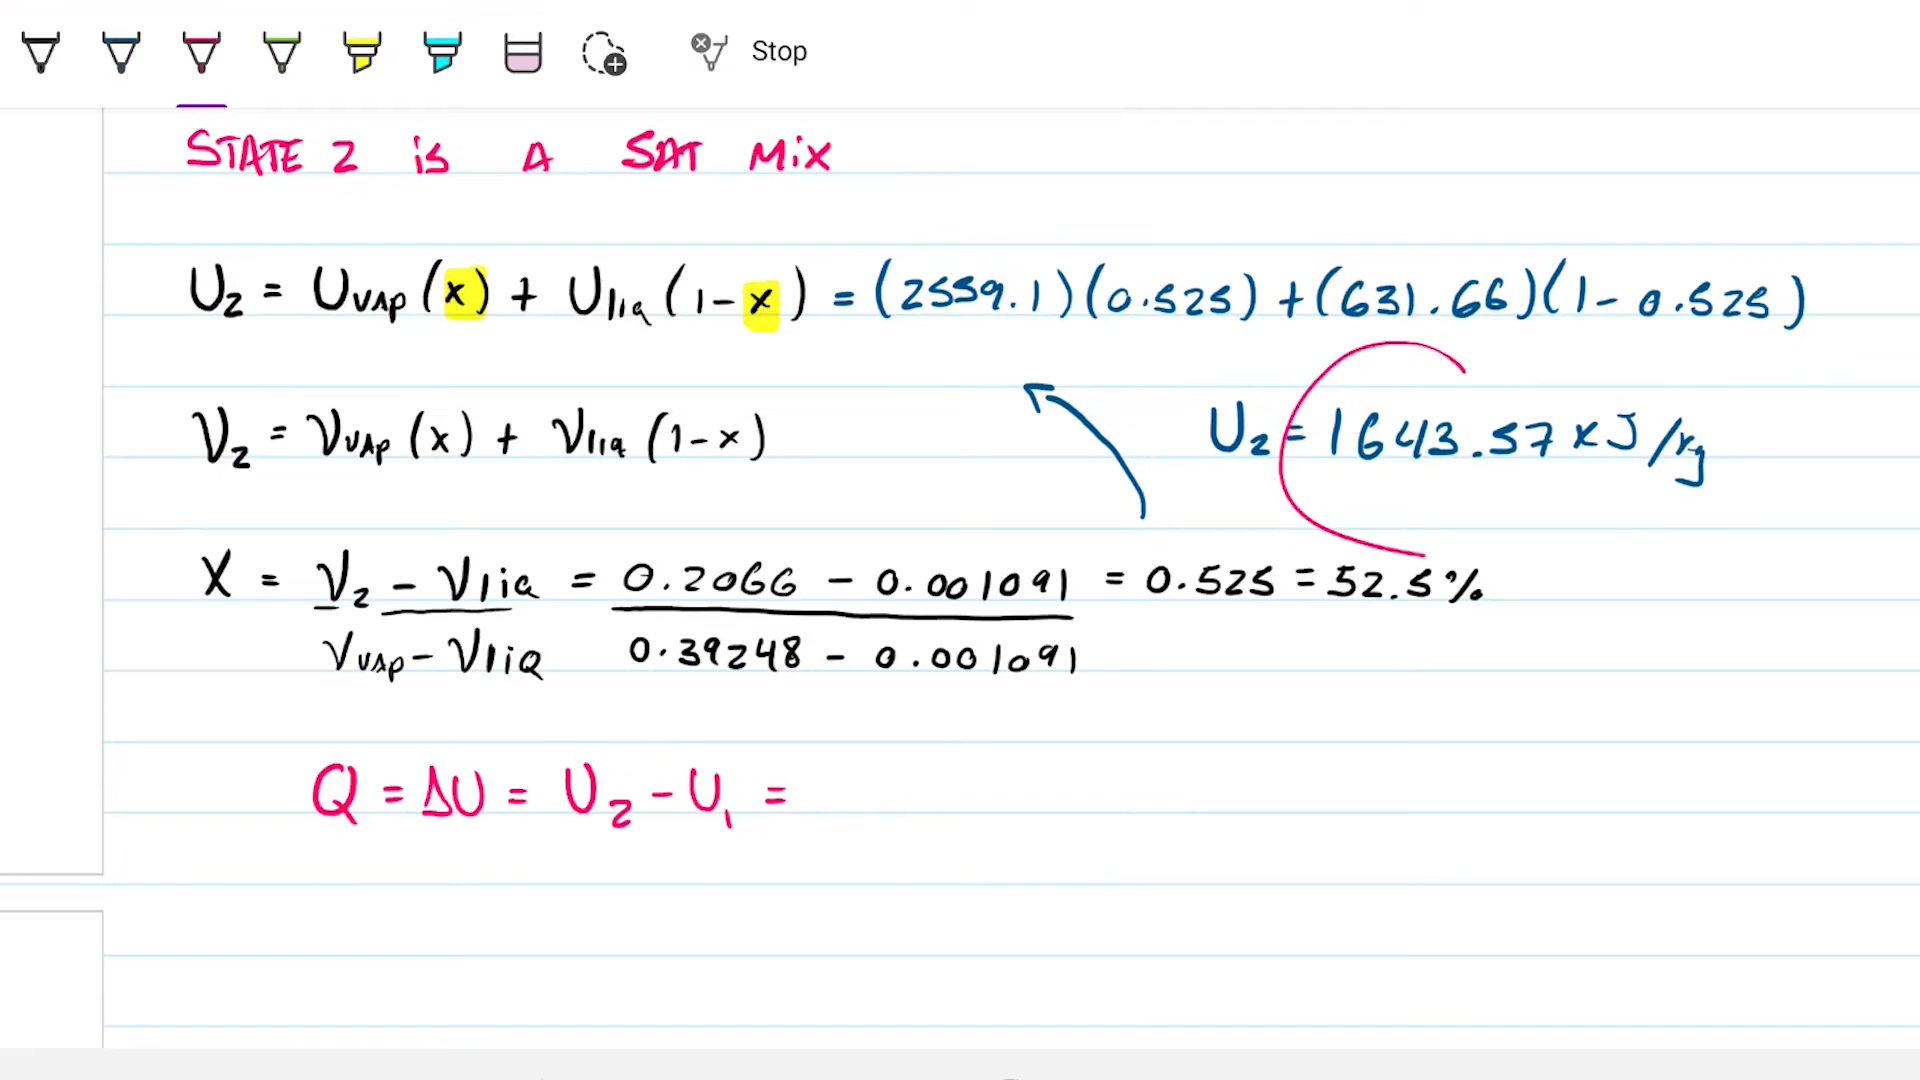 Stop
STATE 2 is A SAT MiX
U2 = UVAP (x) + Uliq (1-x) = (2559.1)(0.525) + (631.66)(1-0.525)
V2 = VVAP (x) + Vliq (1-x)
U2 = 1643.57 KJ/kg
X = V2 - Vliq = 0.2066 - 0.001091 = 0.525 = 52.5%
VVAP - VliQ 0.39248 - 0.001091
Q = ΔU = U2 - U1 =